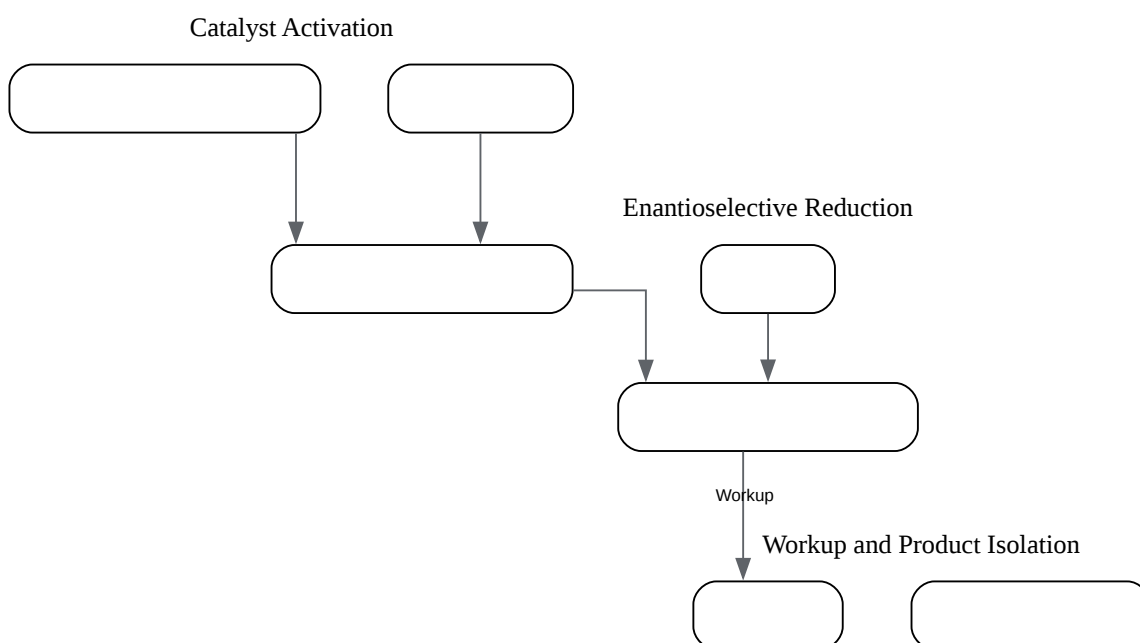 Catalyst Activation
Enantioselective Reduction
Workup
Workup and Product Isolation